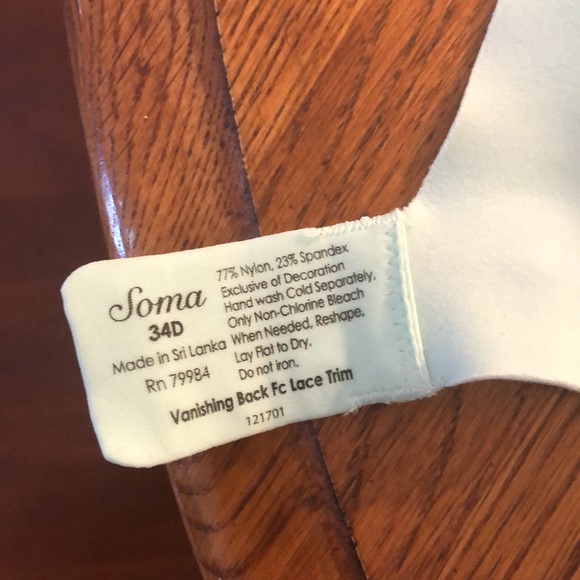 Soma
34D
Made in Sri Lanka
Rn 79984
77% Nylon, 23% Spandex
Exclusive of Decoration
Hand wash Cold Separately,
Only Non-Chlorine Bleach
When Needed, Reshape,
Lay Flat to Dry,
Do not iron,
Vanishing Back Fc Lace Trim
121701